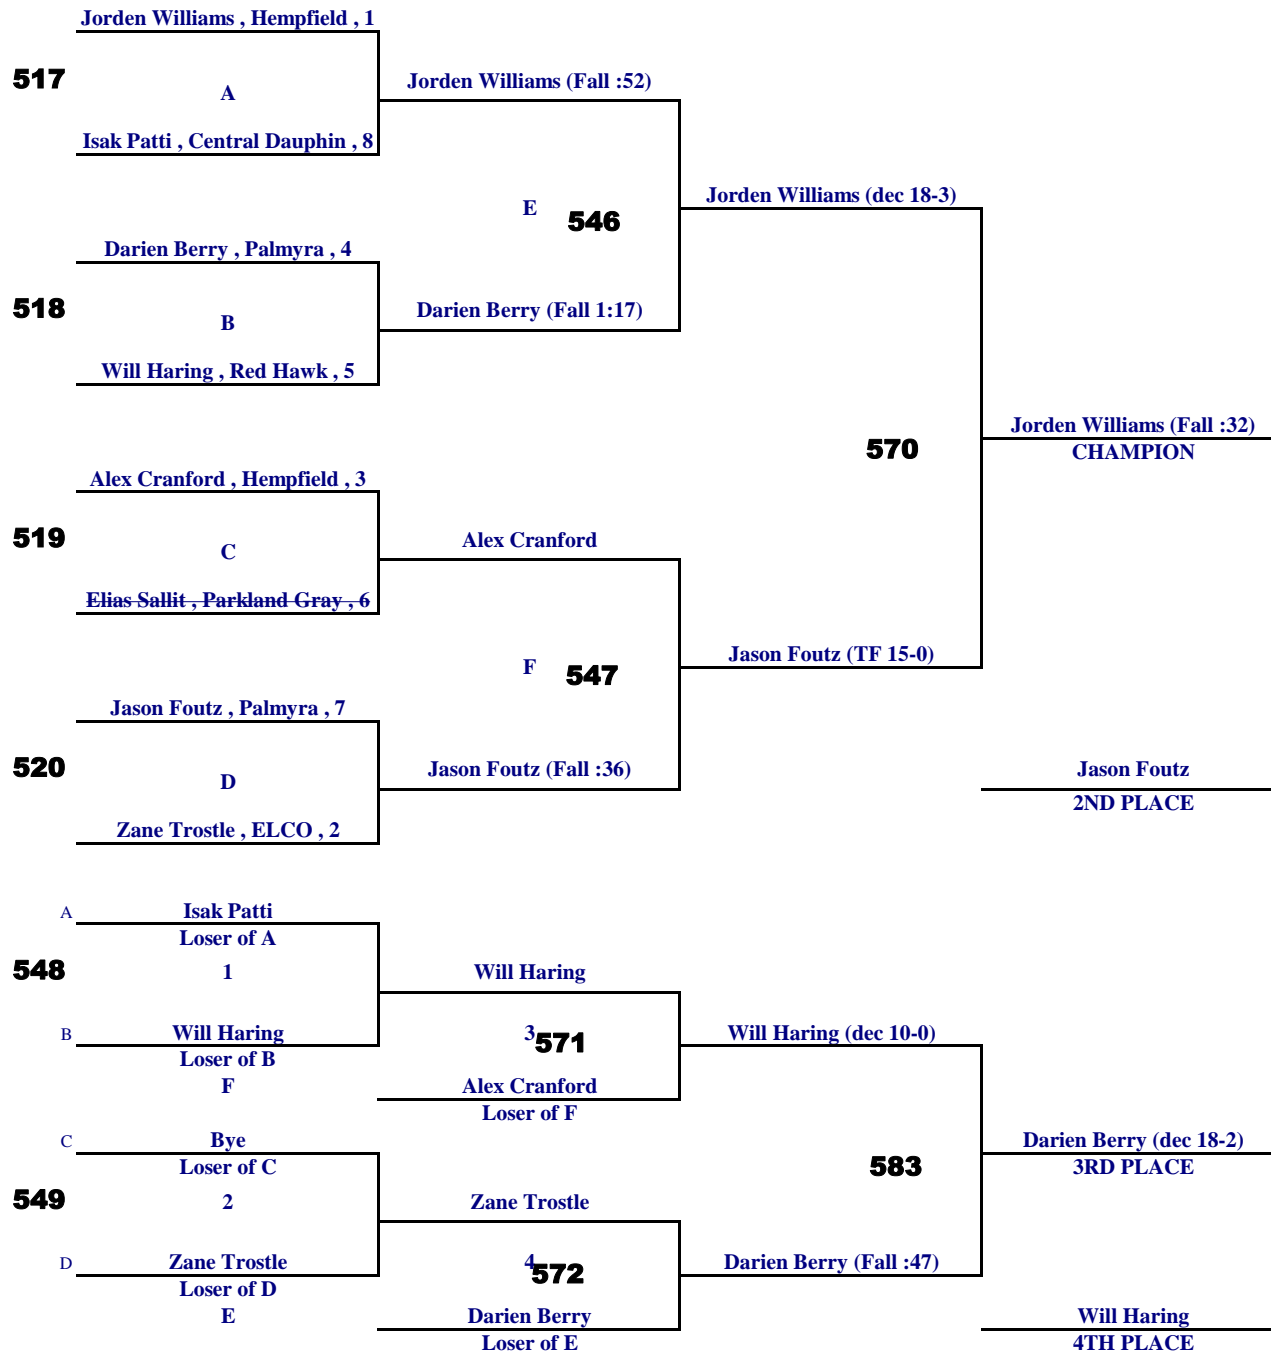 Jorden Williams , Hempfield , 1
517
A
Jorden Williams (Fall :52)
Isak Patti , Central Dauphin , 8
E
546
Jorden Williams (dec 18-3)
Darien Berry , Palmyra , 4
518
B
Darien Berry (Fall 1:17)
Will Haring , Red Hawk , 5
570
Jorden Williams (Fall :32)
CHAMPION
Alex Cranford , Hempfield , 3
519
C
Alex Cranford
Elias Sallit , Parkland Gray , 6
F
547
Jason Foutz (TF 15-0)
Jason Foutz , Palmyra , 7
520
D
Jason Foutz (Fall :36)
Jason Foutz
2ND PLACE
Zane Trostle , ELCO , 2
A
Isak Patti
Loser of A
548
1
Will Haring
B
Will Haring
Loser of B
3
571
Will Haring (dec 10-0)
F
Alex Cranford
Loser of F
C
Bye
Loser of C
583
Darien Berry (dec 18-2)
3RD PLACE
549
2
Zane Trostle
D
Zane Trostle
Loser of D
4
572
Darien Berry (Fall :47)
E
Darien Berry
Loser of E
Will Haring
4TH PLACE